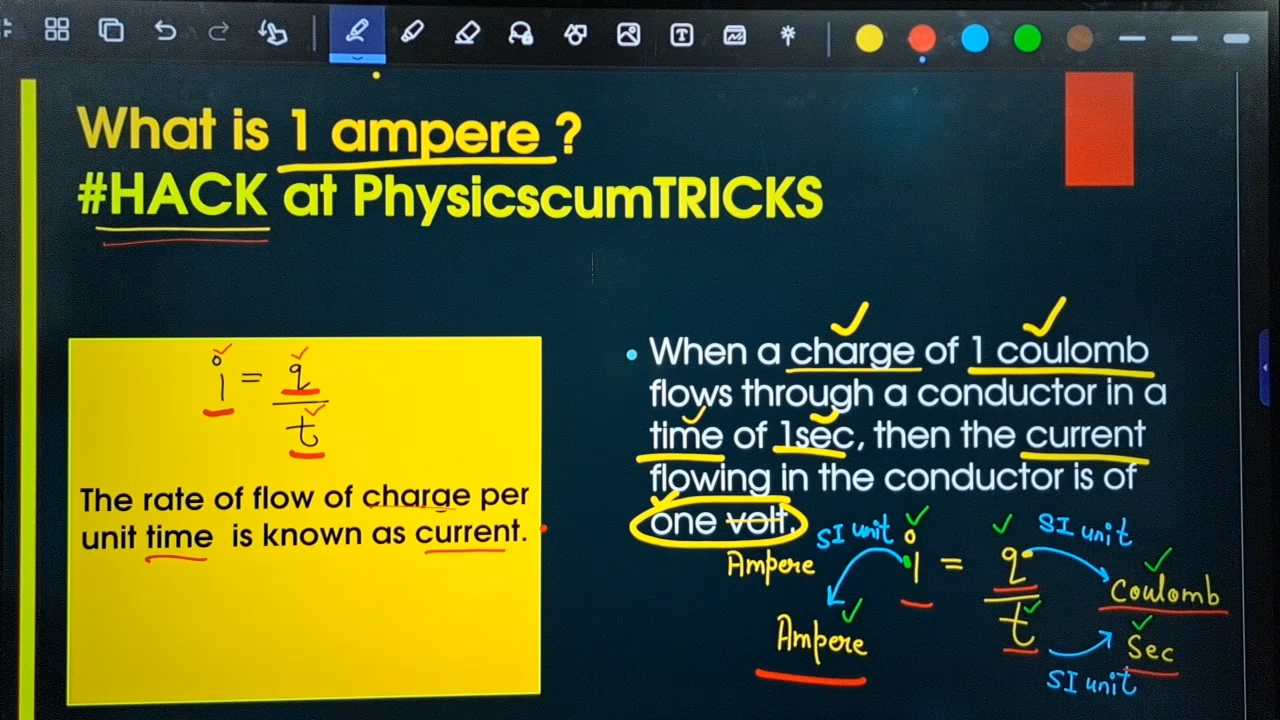 What is 1 ampere ?
#HACK at PhysicscumTRICKS
i = q
t
The rate of flow of charge per
unit time is known as current.
When a charge of 1 coulomb
flows through a conductor in a
time of 1sec, then the current
flowing in the conductor is of
one volt.
Ampere
SI unit
i = q
t
SI unit
Coulomb
Ampere
Sec
SI unit